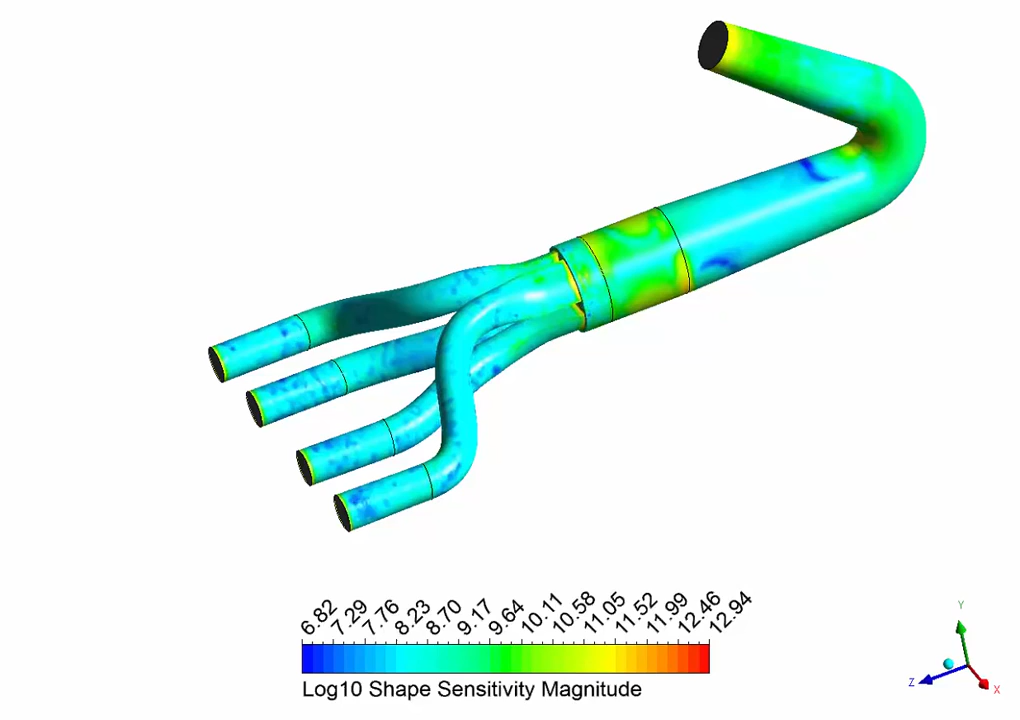 6.82 7.29 7.76 8.23 8.70 9.17 9.64 10.11 10.58 11.05 11.52 11.99 12.46 12.94
Log10 Shape Sensitivity Magnitude
Y
Z
X